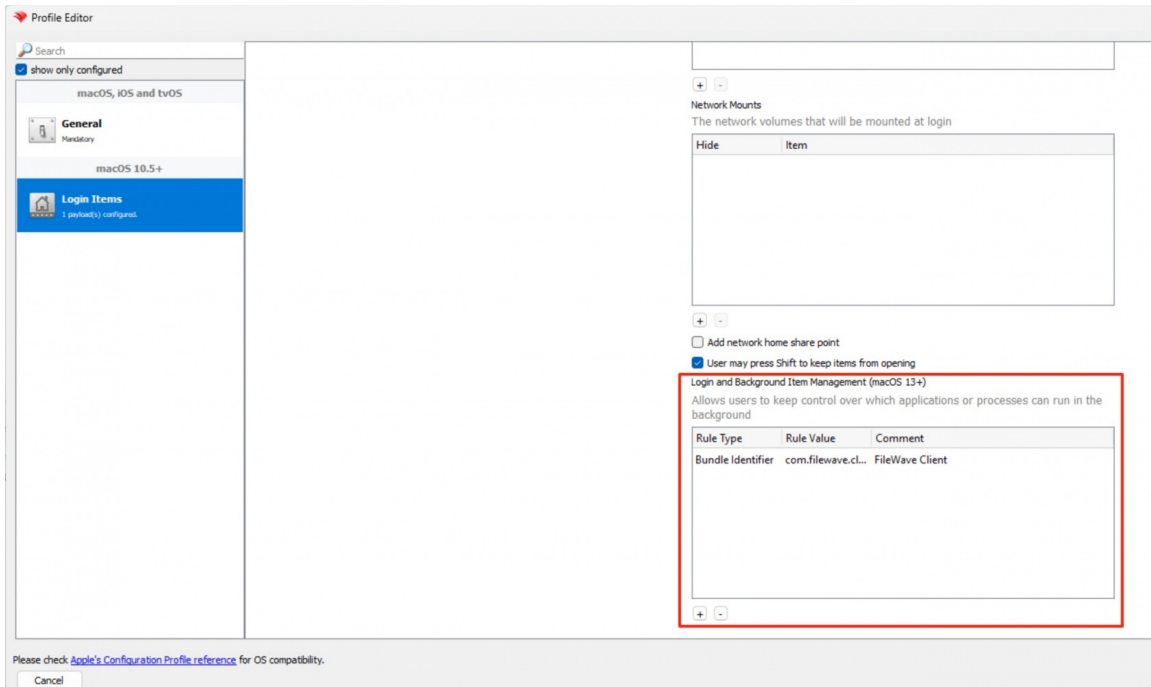 Profile Editor
Search
show only configured
macOS, iOS and tvOS
General
Mandatory
macOS 10.5+
Login Items
1 payload(s) configured.
+ -
Network Mounts
The network volumes that will be mounted at login
Hide Item
+ -
Add network home share point
User may press Shift to keep items from opening
Login and Background Item Management (macOS 13+)
Allows users to keep control over which applications or processes can run in the
background
Rule Type Rule Value Comment
Bundle Identifier com.filewave.cl... FileWave Client
+ -
Please check Apple's Configuration Profile reference for OS compatibility.
Cancel